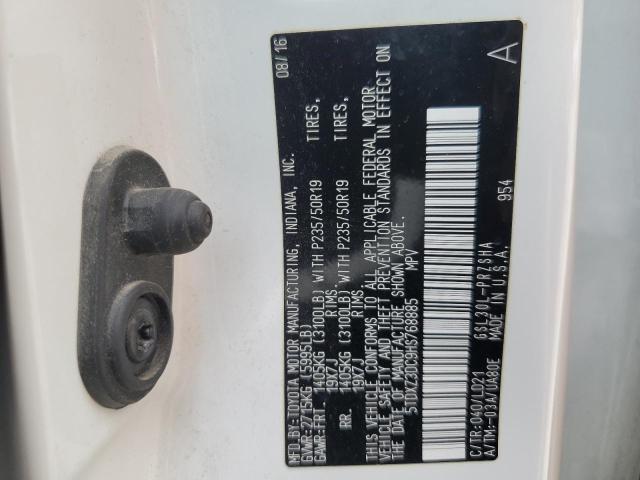 MFD.BY:TOYOTA MOTOR MANUFACTURING, INDIANA, INC. 08/16
GVWR:2715KG (5995LB)
GAWR:FRT. 1405KG (3100LB) WITH P235/50R19 TIRES,
19X7J RIMS,
RR. 1405KG (3100LB) WITH P235/50R19 TIRES,
19X7J RIMS,
THIS VEHICLE CONFORMS TO ALL APPLICABLE FEDERAL MOTOR
VEHICLE SAFETY AND THEFT PREVENTION STANDARDS IN EFFECT ON
THE DATE OF MANUFACTURE SHOWN ABOVE.
5TDXZ3DC9HS768885 MPV
C/TR:040/LD21 GSL30L-PRZSHA 954 A
A/TM:-03A/UA80E MADE IN U.S.A.